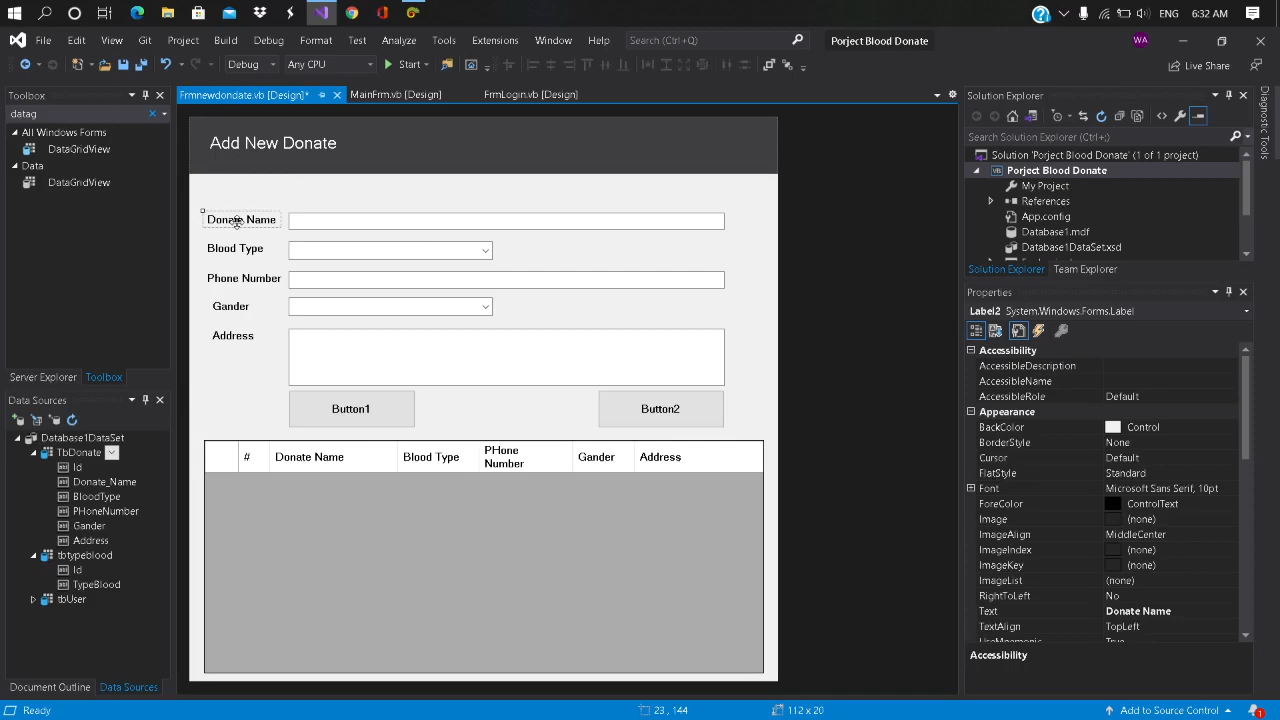 ENG 6:32 AM
File Edit View Git Project Build Debug Format Test Analyze Tools Extensions Window Help Search (Ctrl+Q) Porject Blood Donate WA
Debug Any CPU Start Live Share
Toolbox
datag
All Windows Forms
DataGridView
Data
DataGridView
Server Explorer Toolbox
Data Sources
Database1DataSet
TbDonate
Id
Donate_Name
BloodType
PHoneNumber
Gander
Address
tbtypeblood
Id
TypeBlood
tbUser
Document Outline Data Sources
Frmnewdondate.vb [Design]* MainFrm.vb [Design] FrmLogin.vb [Design]
Add New Donate
Donate Name
Blood Type
Phone Number
Gander
Address
Button1 Button2
# Donate Name Blood Type PHone Number Gander Address
Solution Explorer
Search Solution Explorer (Ctrl+;)
Solution 'Porject Blood Donate' (1 of 1 project)
Porject Blood Donate
My Project
References
App.config
Database1.mdf
Database1DataSet.xsd
Solution Explorer Team Explorer
Properties
Label2 System.Windows.Forms.Label
Accessibility
AccessibleDescription
AccessibleName
AccessibleRole Default
Appearance
BackColor Control
BorderStyle None
Cursor Default
FlatStyle Standard
Font Microsoft Sans Serif, 10pt
ForeColor ControlText
Image (none)
ImageAlign MiddleCenter
ImageIndex (none)
ImageKey (none)
ImageList (none)
RightToLeft No
Text Donate Name
TextAlign TopLeft
UseMnemonic True
Accessibility
Diagnostic Tools
Ready 23 , 144 112 x 20 Add to Source Control 1